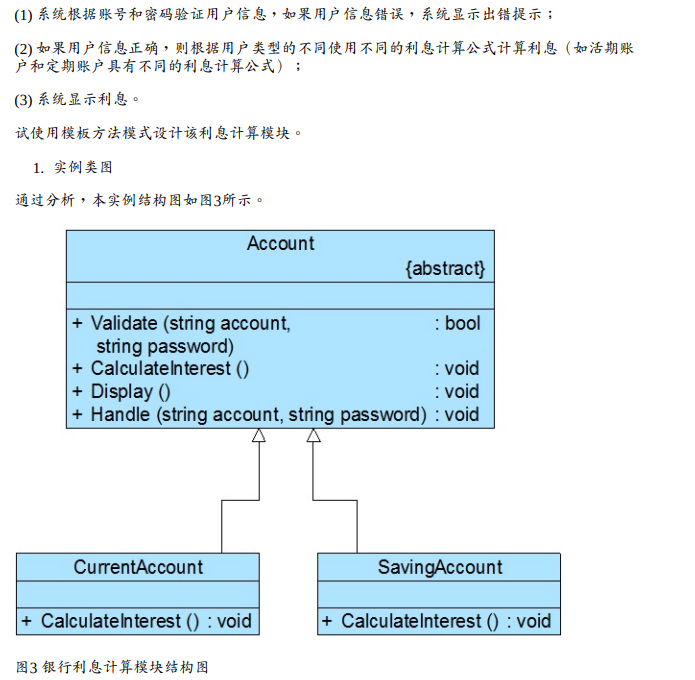 (1) 系统根据账号和密码验证用户信息，如果用户信息错误，系统显示出错提示；
(2) 如果用户信息正确，则根据用户类型的不同使用不同的利息计算公式计算利息（如活期账
户和定期账户具有不同的利息计算公式）；
(3) 系统显示利息。
试使用模板方法模式设计该利息计算模块。
1. 实例类图
通过分析，本实例结构图如图3所示。
Account
{abstract}
+ Validate (string account, : bool
string password)
+ CalculateInterest () : void
+ Display () : void
+ Handle (string account, string password) : void
CurrentAccount
+ CalculateInterest () : void
SavingAccount
+ CalculateInterest () : void
图3 银行利息计算模块结构图